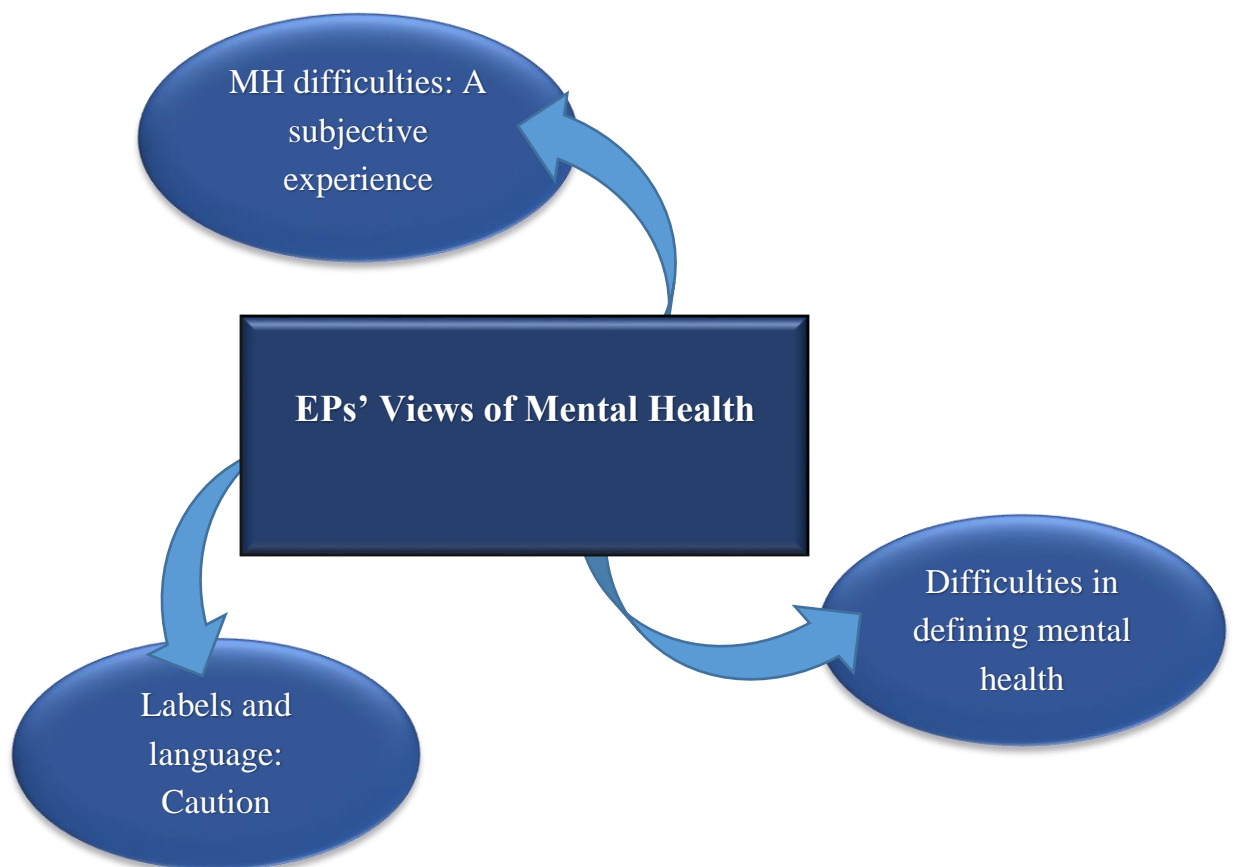 MH difficulties: A
subjective
experience
EPs’ Views of Mental Health
Difficulties in
defining mental
health
Labels and
language:
Caution